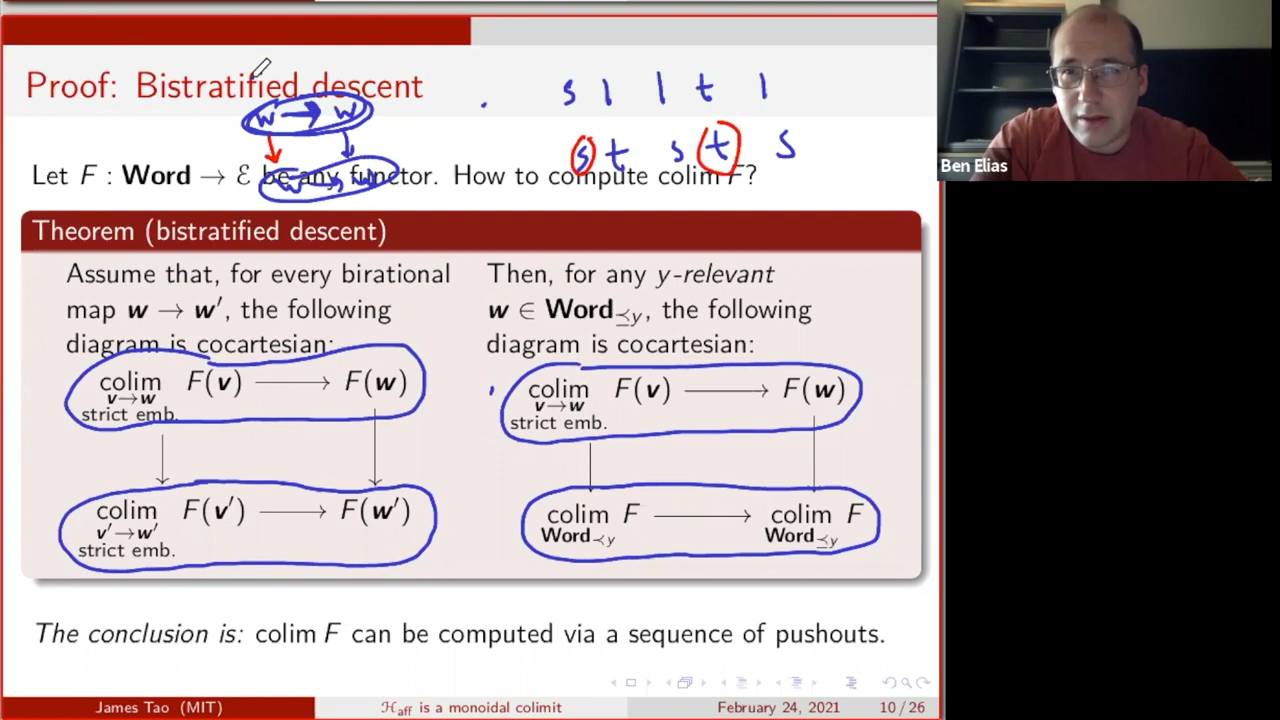 Proof: Bistratified descent
s 1 1 t 1
w → w
s t s t s
Ben Elias
Let F : Word → ℰ be any functor. How to compute colim F?
Theorem (bistratified descent)
Assume that, for every birational
map w → w′, the following
diagram is cocartesian:
colim F(v) ⟶ F(w)
v→w
strict emb.
colim F(v′) ⟶ F(w′)
v′→w′
strict emb.
Then, for any y-relevant
w ∈ Word⪯y, the following
diagram is cocartesian:
colim F(v) ⟶ F(w)
v→w
strict emb.
colim F ⟶ colim F
Word≺y Word⪯y
The conclusion is: colim F can be computed via a sequence of pushouts.
James Tao (MIT) ℋaff is a monoidal colimit February 24, 2021 10 / 26